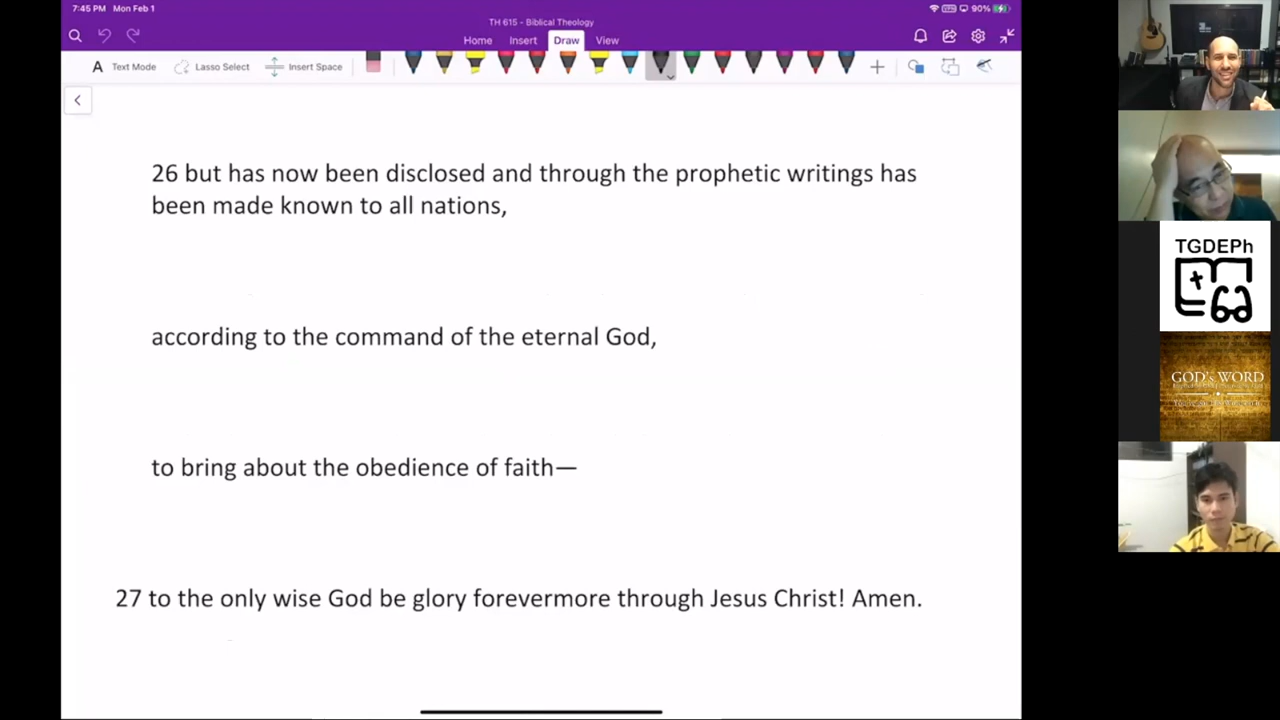 7:45 PM Mon Feb 1
90%
TH 615 - Biblical Theology
Home Insert Draw View
A Text Mode Lasso Select Insert Space
26 but has now been disclosed and through the prophetic writings has
been made known to all nations,
according to the command of the eternal God,
to bring about the obedience of faith—
27 to the only wise God be glory forevermore through Jesus Christ! Amen.
TGDEPh
GOD's WORD